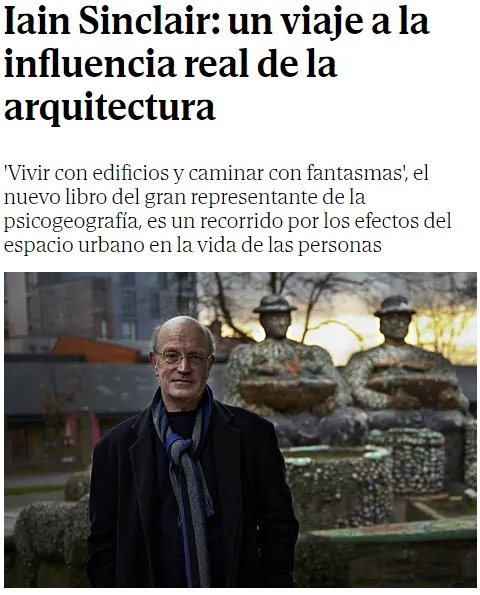 Iain Sinclair: un viaje a la
influencia real de la
arquitectura
'Vivir con edificios y caminar con fantasmas', el
nuevo libro del gran representante de la
psicogeografía, es un recorrido por los efectos del
espacio urbano en la vida de las personas